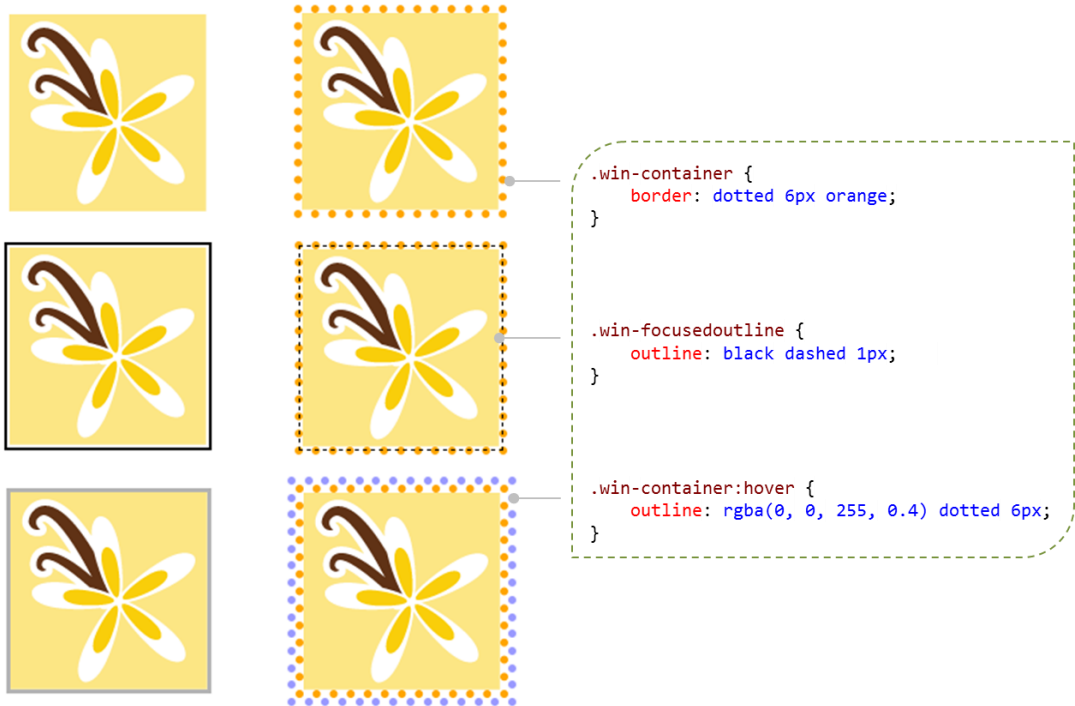 .win-container {
    border: dotted 6px orange;
}
.win-focusedoutline {
    outline: black dashed 1px;
}
.win-container:hover {
    outline: rgba(0, 0, 255, 0.4) dotted 6px;
}